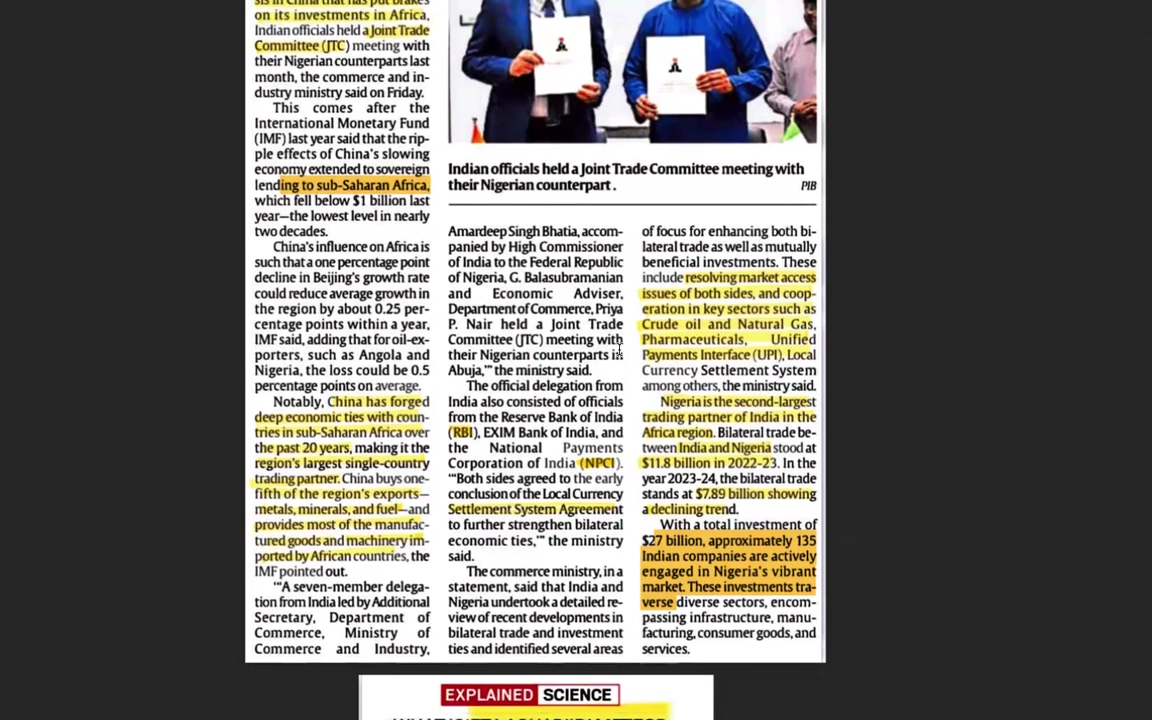 sis in China that has put brakes
on its investments in Africa,
Indian officials held a Joint Trade
Committee (JTC) meeting with
their Nigerian counterparts last
month, the commerce and in-
dustry ministry said on Friday.
This comes after the
International Monetary Fund
(IMF) last year said that the rip-
ple effects of China's slowing
economy extended to sovereign
lending to sub-Saharan Africa,
which fell below $1 billion last
year—the lowest level in nearly
two decades.
China's influence on Africa is
such that a one percentage point
decline in Beijing's growth rate
could reduce average growth in
the region by about 0.25 per-
centage points within a year,
IMF said, adding that for oil-ex-
porters, such as Angola and
Nigeria, the loss could be 0.5
percentage points on average.
Notably, China has forged
deep economic ties with coun-
tries in sub-Saharan Africa over
the past 20 years, making it the
region's largest single-country
trading partner. China buys one-
fifth of the region's exports—
metals, minerals, and fuel—and
provides most of the manufac-
tured goods and machinery im-
ported by African countries, the
IMF pointed out.
"'A seven-member delega-
tion from India led by Additional
Secretary, Department of
Commerce, Ministry of
Commerce and Industry,
Indian officials held a Joint Trade Committee meeting with
their Nigerian counterpart. PIB
Amardeep Singh Bhatia, accom-
panied by High Commissioner
of India to the Federal Republic
of Nigeria, G. Balasubramanian
and Economic Adviser,
Department of Commerce, Priya
P. Nair held a Joint Trade
Committee (JTC) meeting with
their Nigerian counterparts in
Abuja,'" the ministry said.
The official delegation from
India also consisted of officials
from the Reserve Bank of India
(RBI), EXIM Bank of India, and
the National Payments
Corporation of India (NPCI).
"'Both sides agreed to the early
conclusion of the Local Currency
Settlement System Agreement
to further strengthen bilateral
economic ties,'" the ministry
said.
The commerce ministry, in a
statement, said that India and
Nigeria undertook a detailed re-
view of recent developments in
bilateral trade and investment
ties and identified several areas
of focus for enhancing both bi-
lateral trade as well as mutually
beneficial investments. These
include resolving market access
issues of both sides, and coop-
eration in key sectors such as
Crude oil and Natural Gas,
Pharmaceuticals, Unified
Payments Interface (UPI), Local
Currency Settlement System
among others, the ministry said.
Nigeria is the second-largest
trading partner of India in the
Africa region. Bilateral trade be-
tween India and Nigeria stood at
$11.8 billion in 2022-23. In the
year 2023-24, the bilateral trade
stands at $7.89 billion showing
a declining trend.
With a total investment of
$27 billion, approximately 135
Indian companies are actively
engaged in Nigeria's vibrant
market. These investments tra-
verse diverse sectors, encom-
passing infrastructure, manu-
facturing, consumer goods, and
services.
EXPLAINED SCIENCE